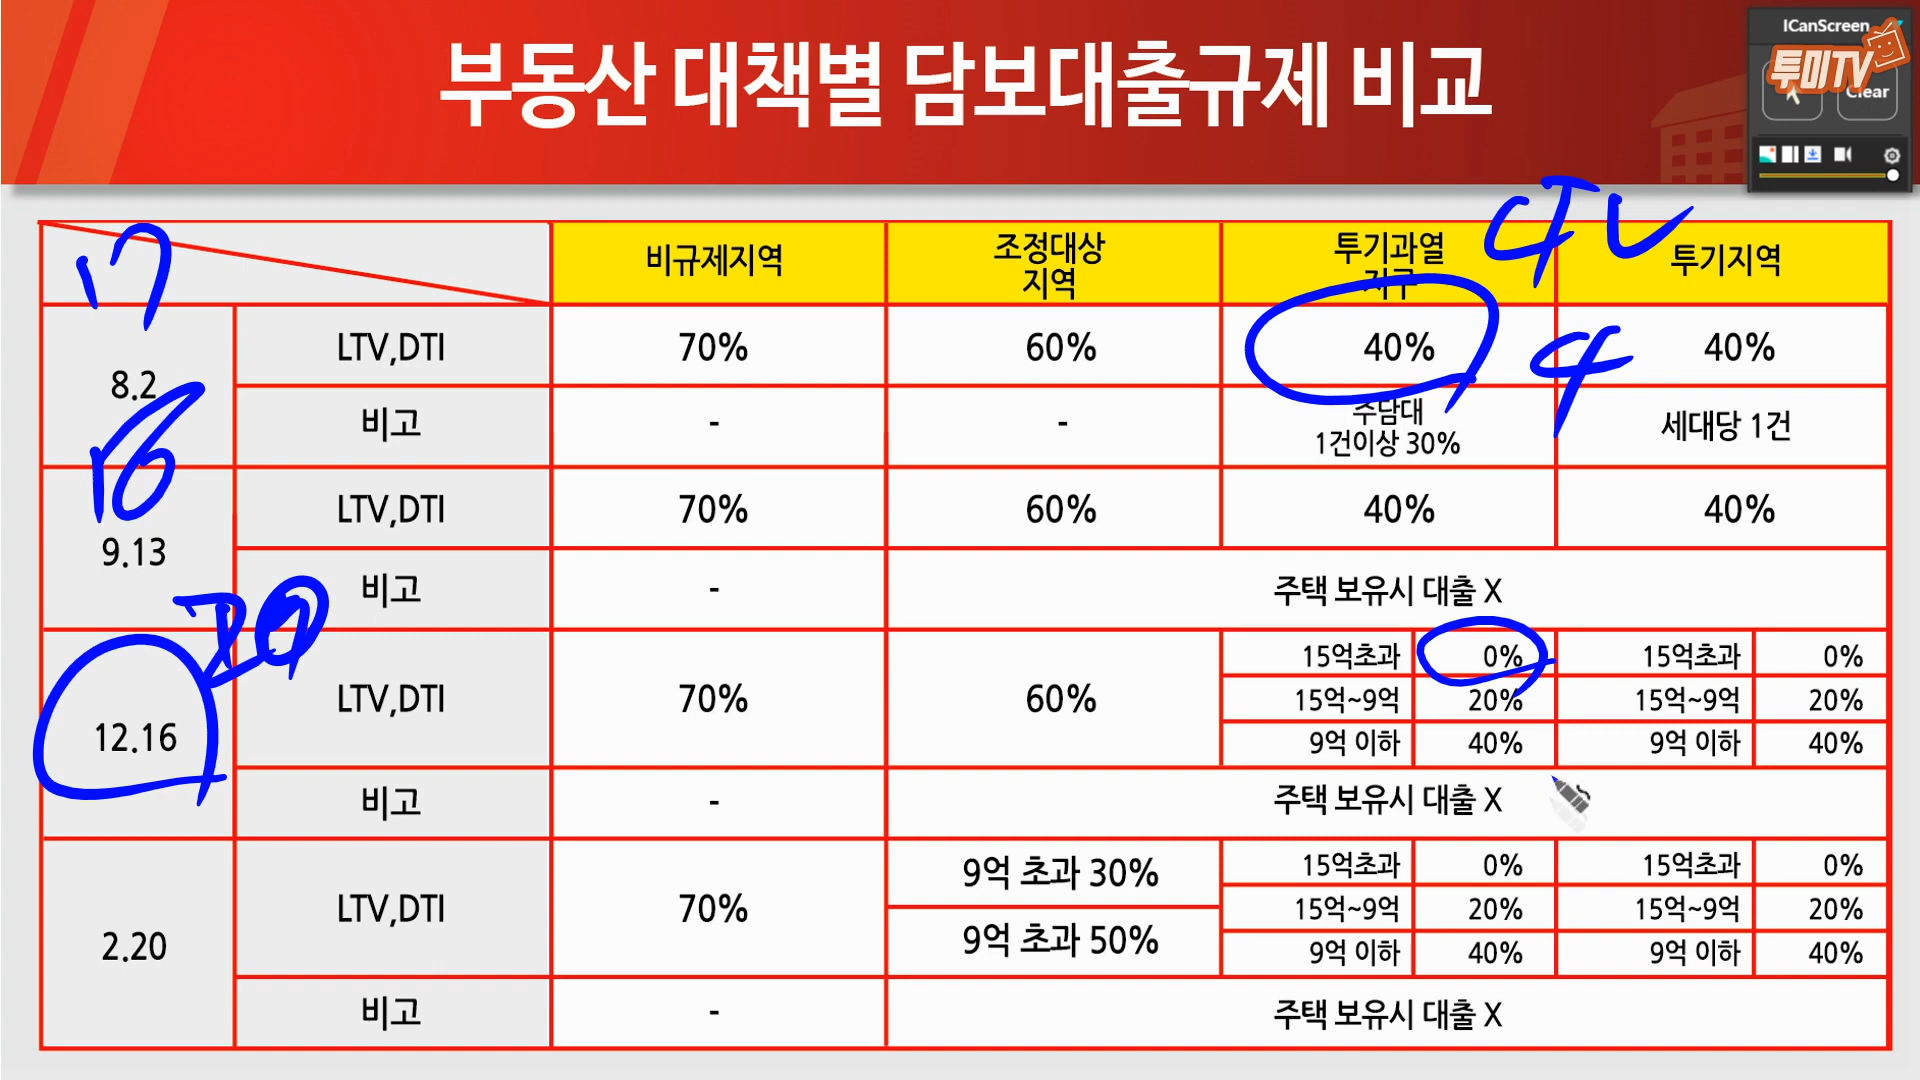 부동산 대책별 담보대출규제 비교
ICanScreen
투미TV
Clear
비규제지역
조정대상
지역
투기과열
지구
투기지역
17
8.2
LTV,DTI
70%
60%
40%
40%
4
비고
-
-
주담대
1건이상 30%
세대당 1건
18
9.13
LTV,DTI
70%
60%
40%
40%
비고
-
주택 보유시 대출 X
12.16
LTV,DTI
70%
60%
15억초과 0%
15억~9억 20%
9억 이하 40%
15억초과 0%
15억~9억 20%
9억 이하 40%
비고
-
주택 보유시 대출 X
2.20
LTV,DTI
70%
9억 초과 30%
9억 초과 50%
15억초과 0%
15억~9억 20%
9억 이하 40%
15억초과 0%
15억~9억 20%
9억 이하 40%
비고
-
주택 보유시 대출 X